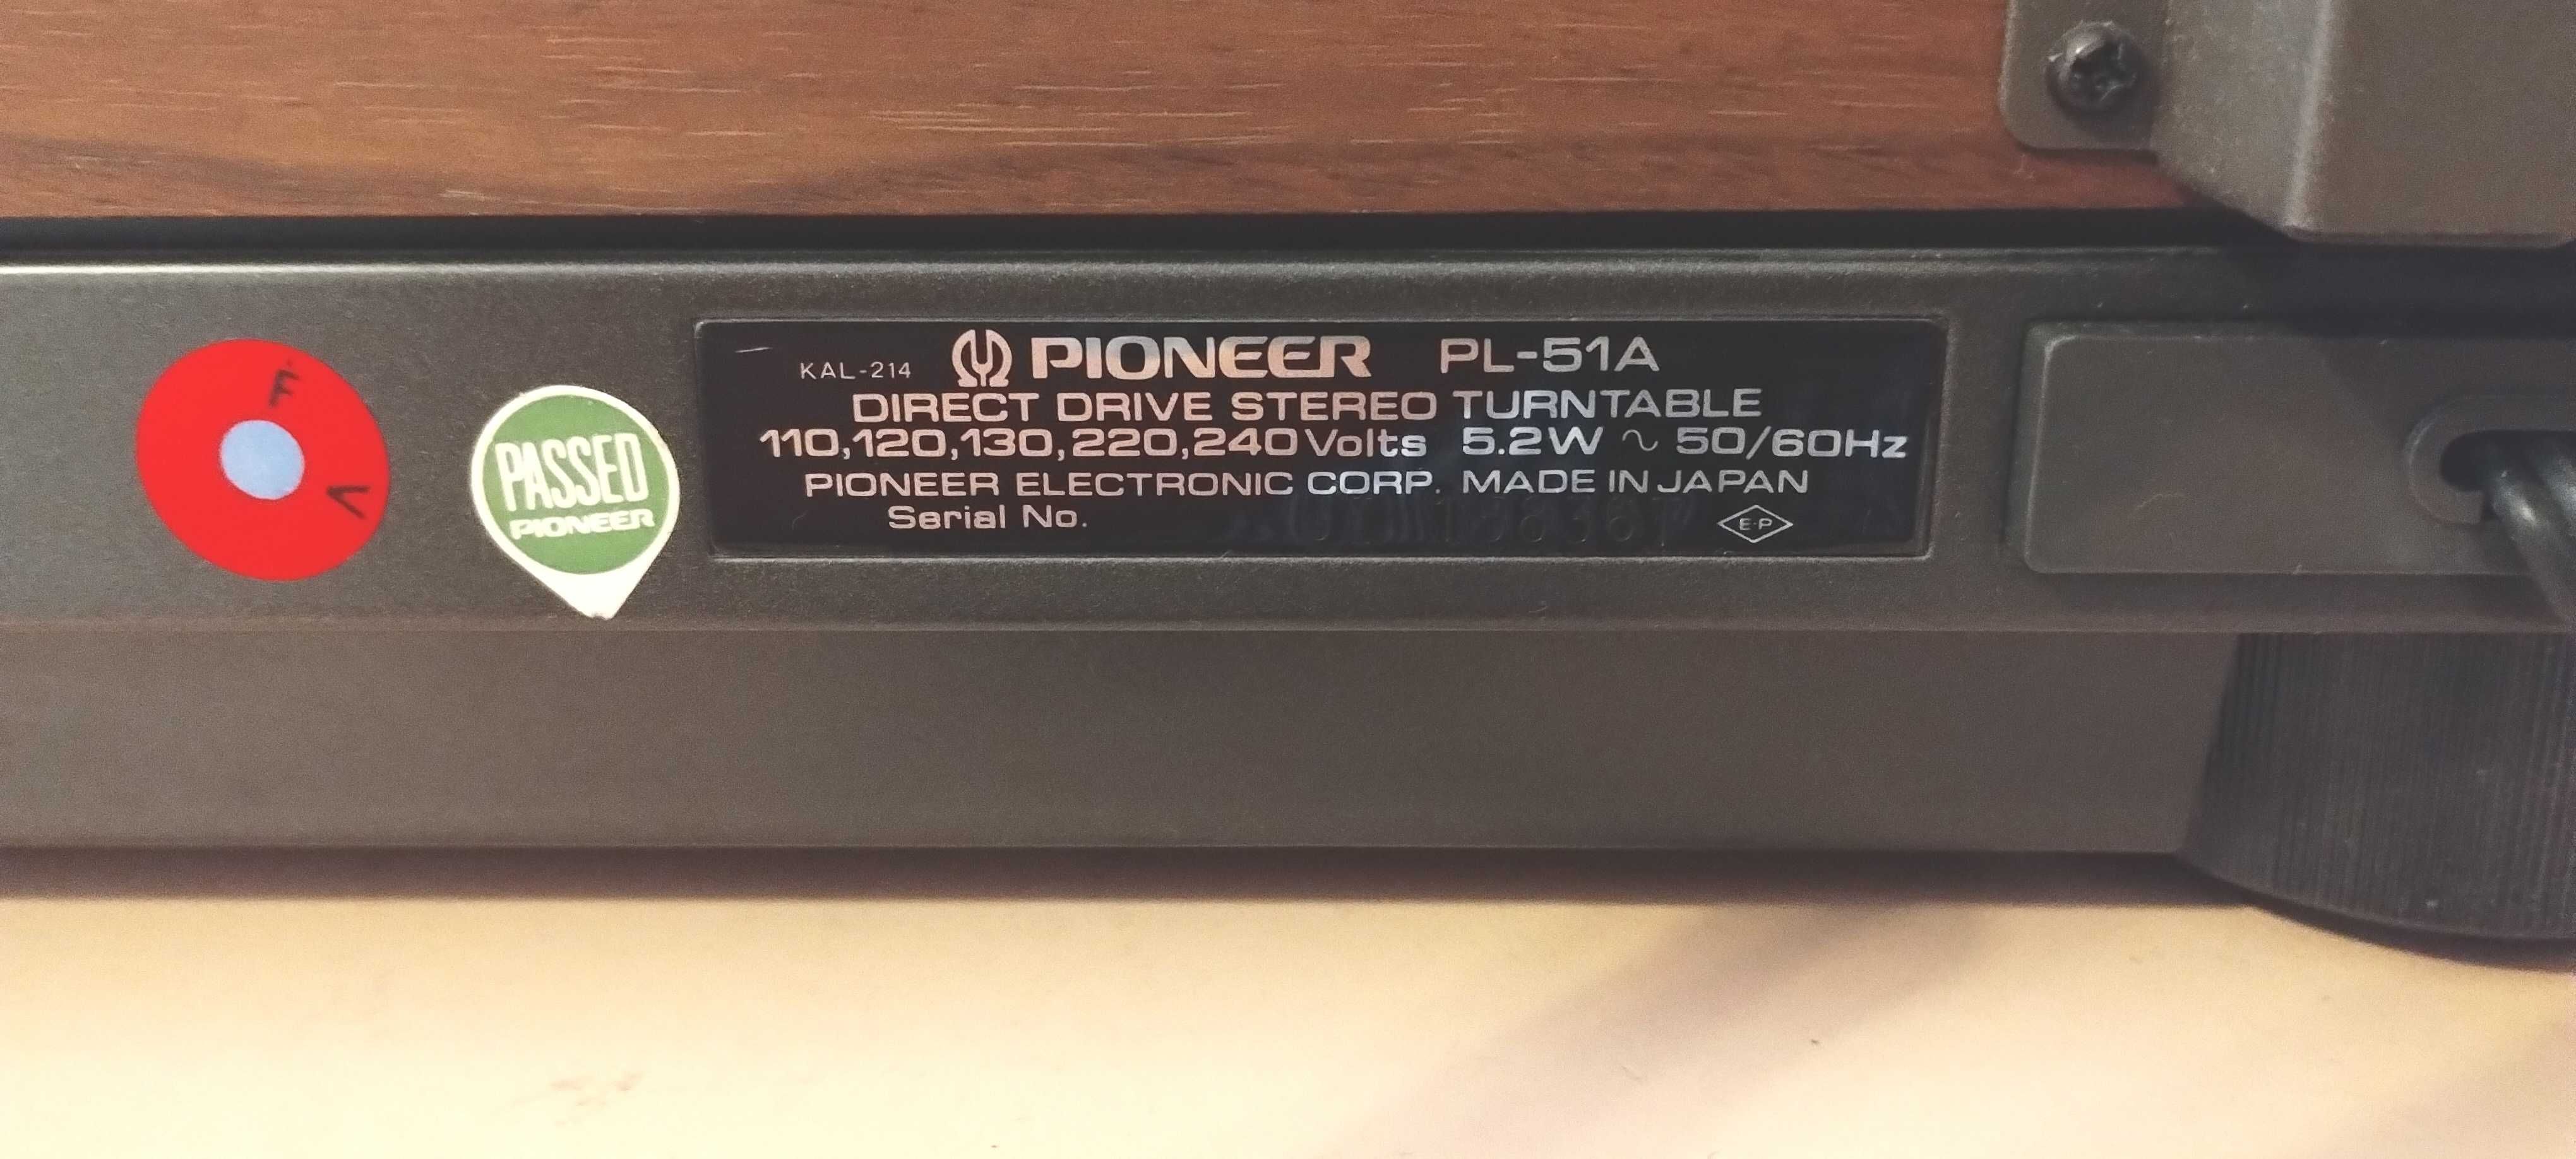 F
V
PASSED
PIONEER
KAL-214 PIONEER PL-51A
DIRECT DRIVE STEREO TURNTABLE
110,120,130,220,240 Volts 5.2W ~ 50/60Hz
PIONEER ELECTRONIC CORP. MADE IN JAPAN
Serial No.
E-P